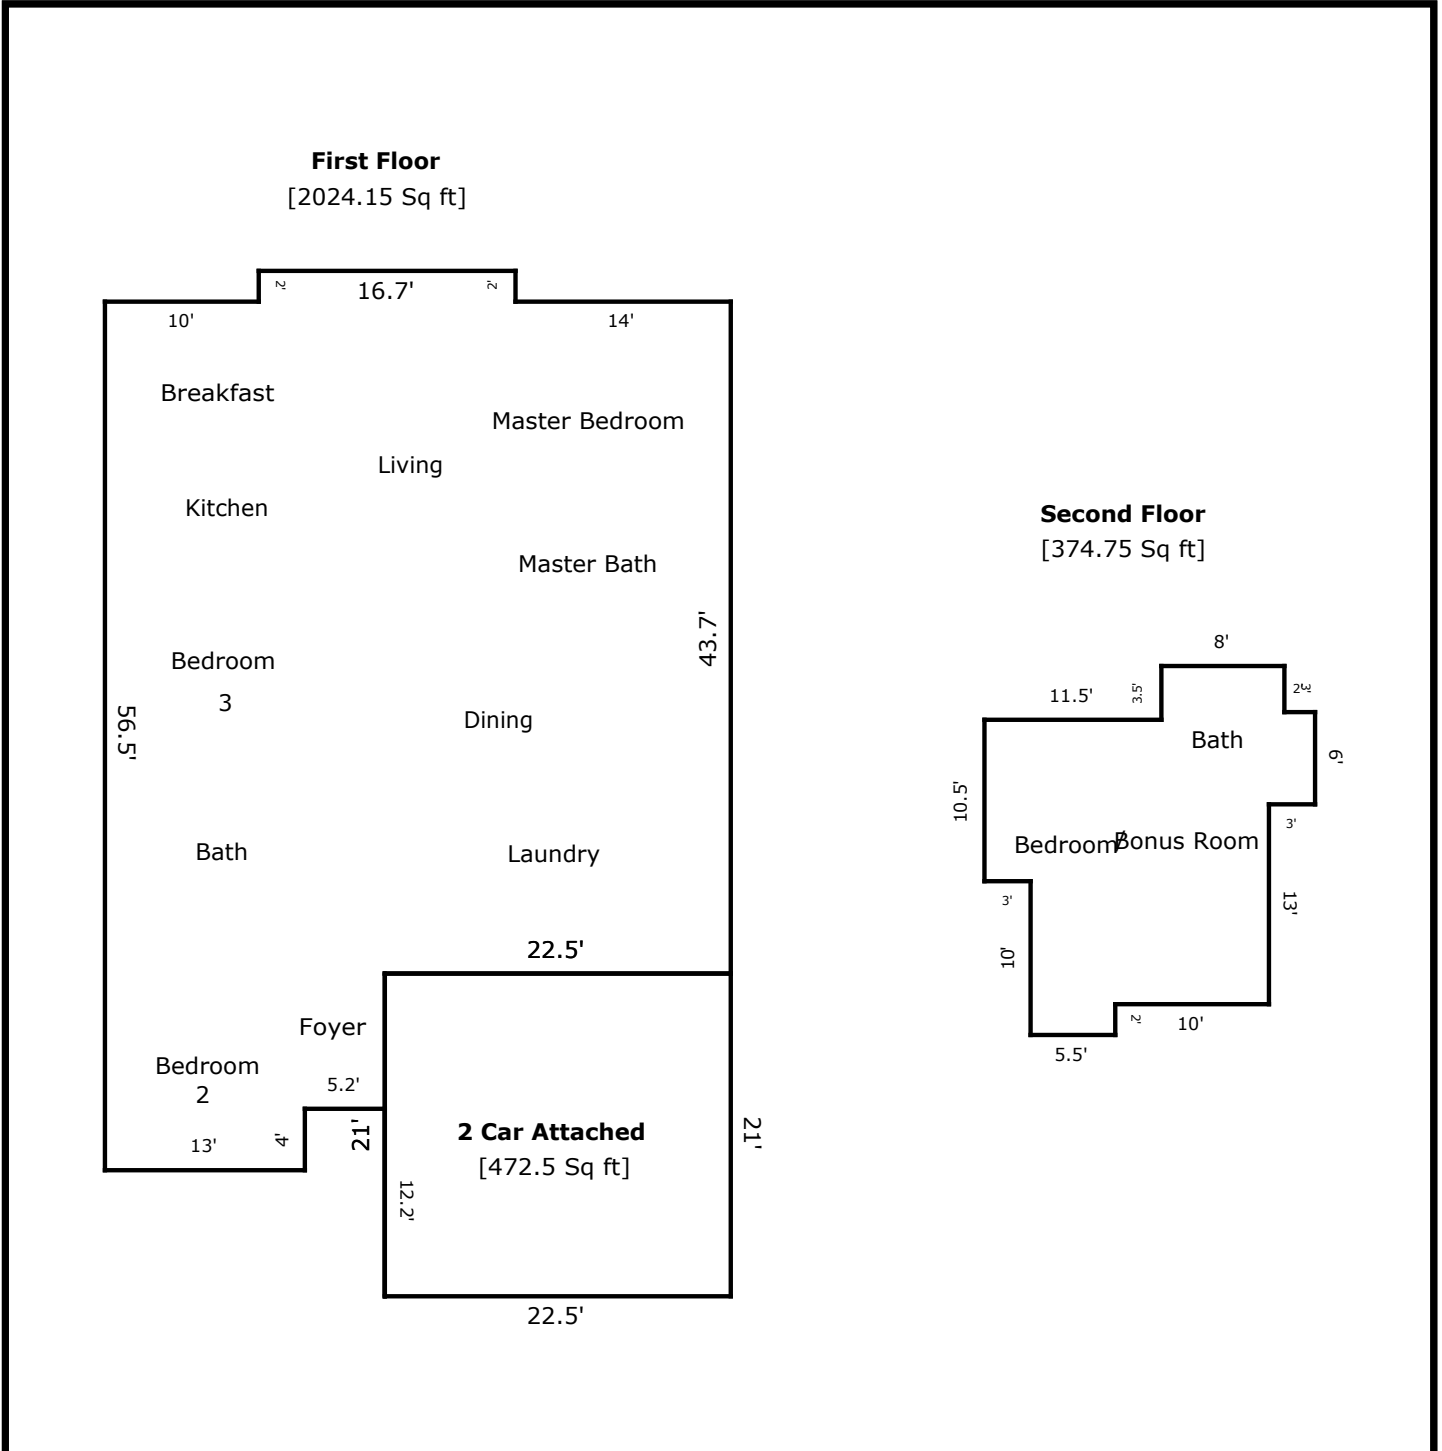 First Floor
[2024.15 Sq ft]
2'
16.7'
2'
10'
14'
Breakfast
Master Bedroom
Living
Kitchen
Master Bath
43.7'
Bedroom
3
56.5'
Dining
Bath
Laundry
22.5'
Foyer
Bedroom
2
5.2'
13'
4'
21'
2 Car Attached
[472.5 Sq ft]
21'
12.2'
22.5'
Second Floor
[374.75 Sq ft]
8'
11.5'
3.5'
3'
2'
Bath
6'
10.5'
3'
Bedroom/
Bonus Room
3'
13'
10'
2'
10'
5.5'